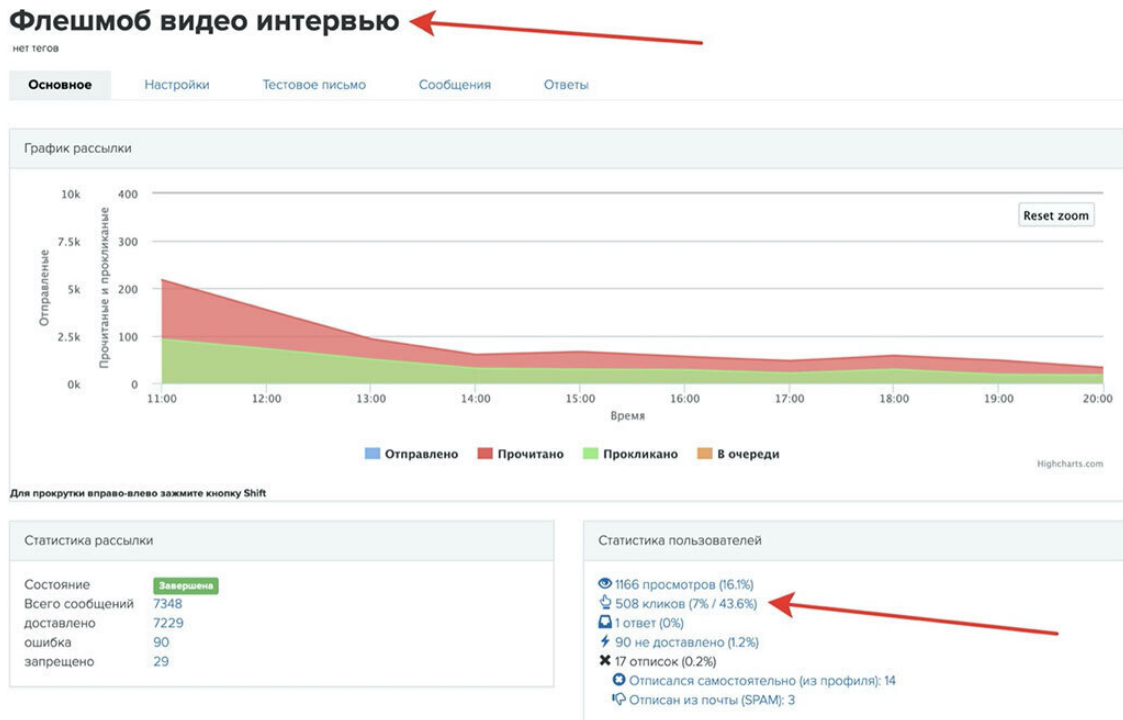 Флешмоб видео интервью
нет тегов
Основное Настройки Тестовое письмо Сообщения Ответы
График рассылки
10k 400
Reset zoom
7.5k 300
5k 200
2.5k 100
0k 0
Отправленые
Прочитаные и прокликаные
11:00 12:00 13:00 14:00 15:00 16:00 17:00 18:00 19:00 20:00
Время
Отправлено Прочитано Прокликано В очереди
Highcharts.com
Для прокрутки вправо-влево зажмите кнопку Shift
Статистика рассылки
Состояние Завершена
Всего сообщений 7348
доставлено 7229
ошибка 90
запрещено 29
Статистика пользователей
1166 просмотров (16.1%)
508 кликов (7% / 43.6%)
1 ответ (0%)
90 не доставлено (1.2%)
17 отписок (0.2%)
Отписался самостоятельно (из профиля): 14
Отписан из почты (SPAM): 3